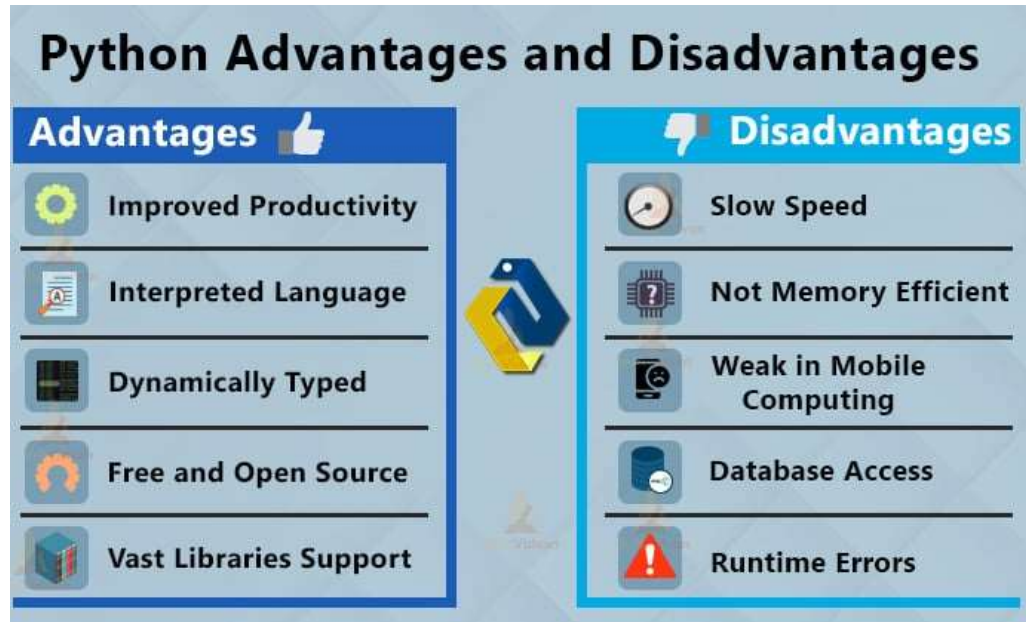 Python Advantages and Disadvantages
Advantages
Improved Productivity
Interpreted Language
Dynamically Typed
Free and Open Source
Vast Libraries Support
Disadvantages
Slow Speed
Not Memory Efficient
Weak in Mobile
Computing
Database Access
Runtime Errors